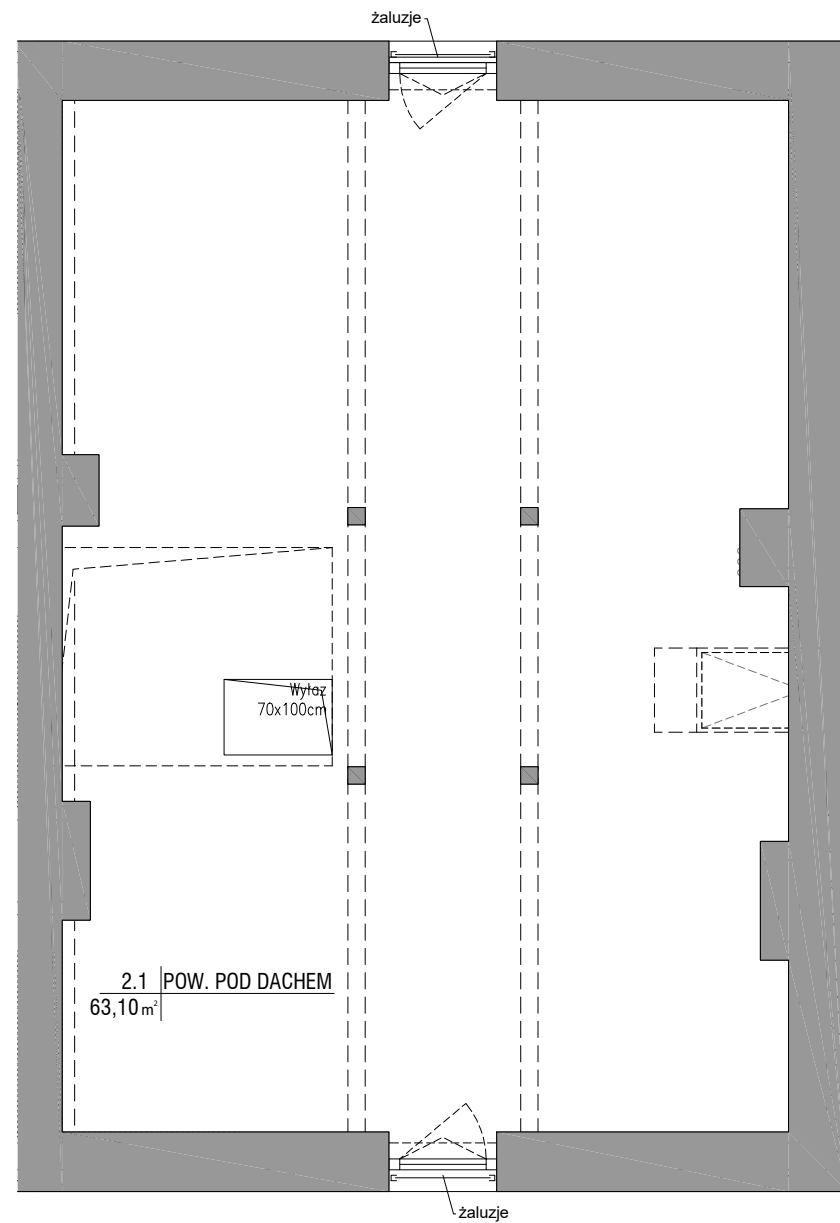 żaluzje
Wyłaz
70x100cm
2.1 POW. POD DACHEM
63,10 m²
żaluzje